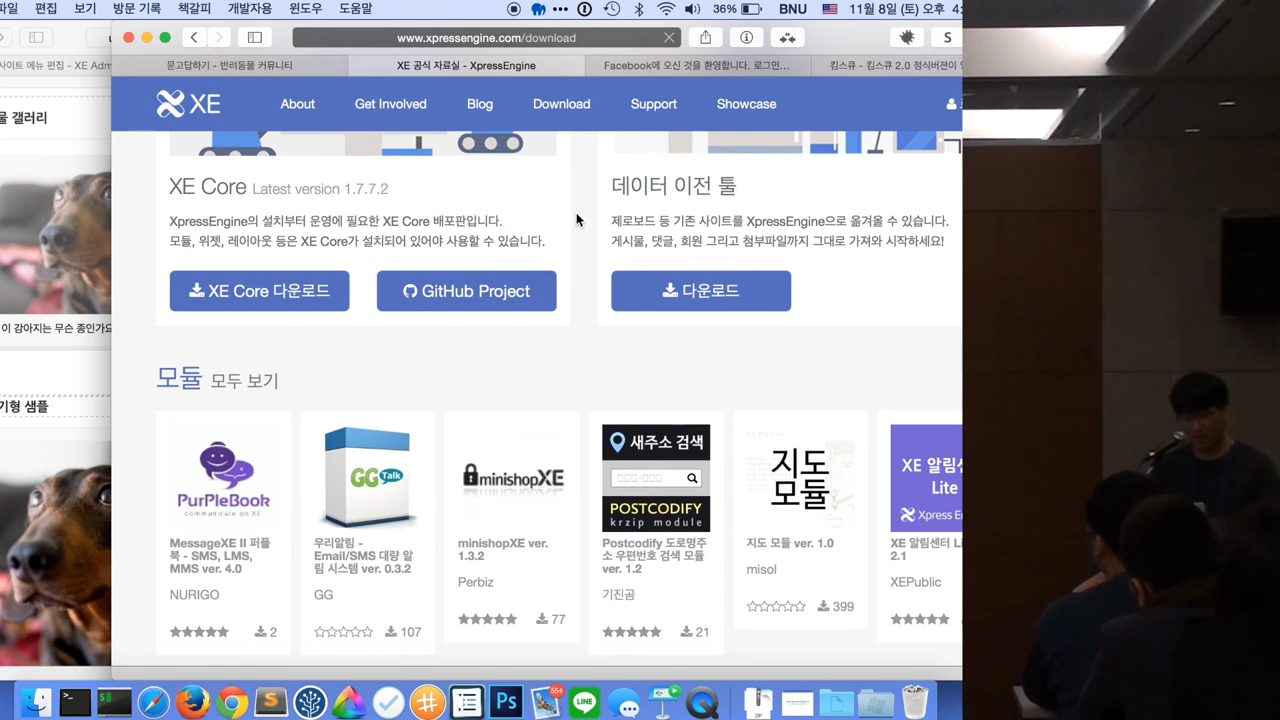 파일 편집 보기 방문 기록 책갈피 개발자용 윈도우 도움말
36% BNU 11월 8일 (토) 오후 4:
www.xpressengine.com/download
S
사이트 메뉴 편집 - XE Adm
묻고답하기 - 반려동물 커뮤니티
XE 공식 자료실 - XpressEngine
Facebook에 오신 것을 환영합니다. 로그인...
킴스큐 - 킴스큐 2.0 정식버전이
XE About Get Involved Blog Download Support Showcase
물 갤러리
이 강아지는 무슨 종인가요
기형 샘플
XE Core Latest version 1.7.7.2
XpressEngine의 설치부터 운영에 필요한 XE Core 배포판입니다.
모듈, 위젯, 레이아웃 등은 XE Core가 설치되어 있어야 사용할 수 있습니다.
XE Core 다운로드
GitHub Project
데이터 이전 툴
제로보드 등 기존 사이트를 XpressEngine으로 옮겨올 수 있습니다.
게시물, 댓글, 회원 그리고 첨부파일까지 그대로 가져와 시작하세요!
다운로드
모듈 모두 보기
PurPleBook
communicate on XE
MessageXE II 퍼플
북 - SMS, LMS,
MMS ver. 4.0
NURIGO
2
GG Talk
우리알림 -
Email/SMS 대량 알
림 시스템 ver. 0.3.2
GG
107
minishopXE
minishopXE ver.
1.3.2
Perbiz
77
새주소 검색
POSTCODIFY
krzip module
Postcodify 도로명주
소 우편번호 검색 모듈
ver. 1.2
기진곰
21
지도
모듈
지도 모듈 ver. 1.0
misol
399
XE 알림센
Lite
Xpress En
XE 알림센터 Li
2.1
XEPublic
554
LINE
Ps
ZIP